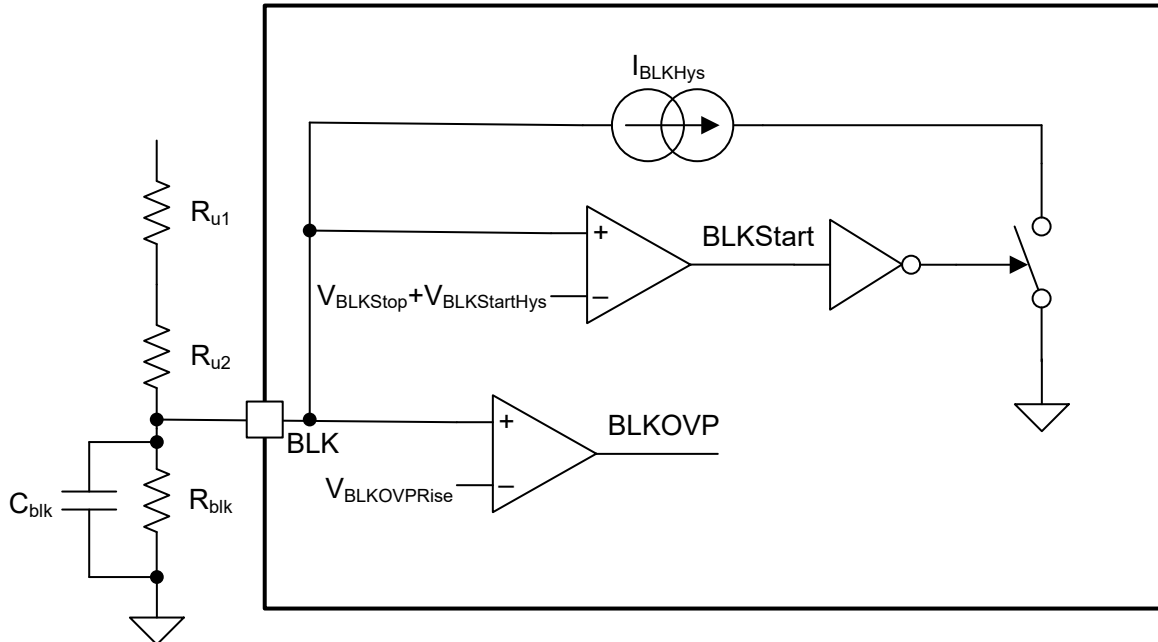 I_BLKHys
R_u1
BLKStart
V_BLKStop+V_BLKStartHys
R_u2
BLKOVP
BLK
V_BLKOVPRise
R_blk
C_blk